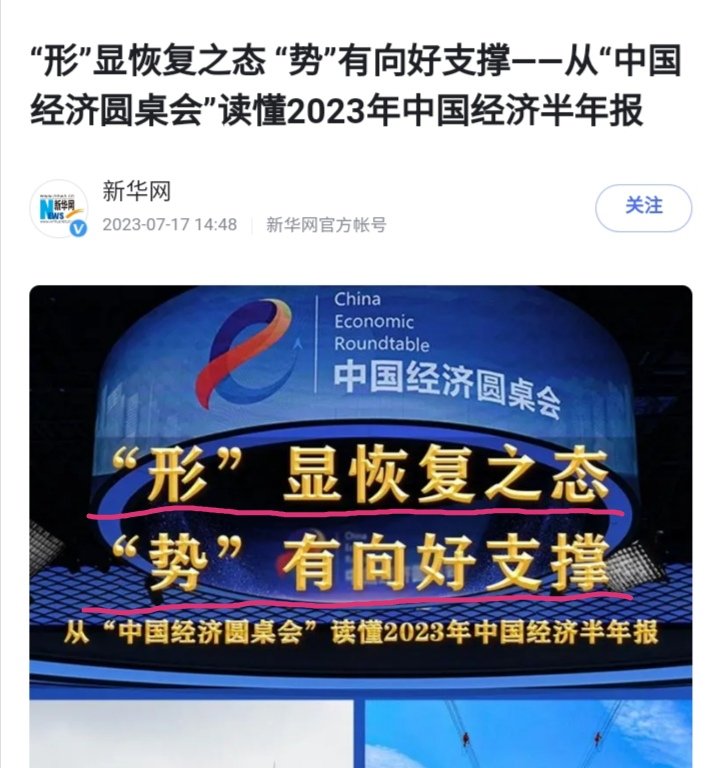 “形”显恢复之态 “势”有向好支撑——从“中国
经济圆桌会”读懂2023年中国经济半年报
新华网
NEWS
新华网
2023-07-17 14:48
新华网官方帐号
关注
China
Economic
Roundtable
中国经济圆桌会
“形”显恢复之态
“势”有向好支撑
从“中国经济圆桌会”读懂2023年中国经济半年报